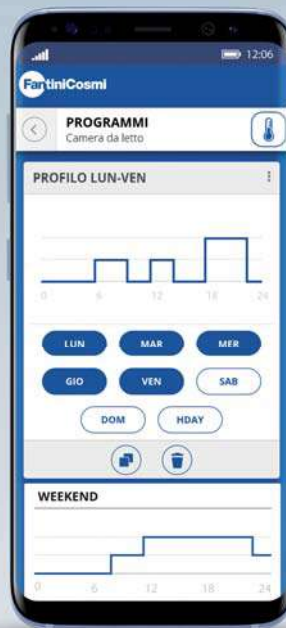 12:06
FantiniCosmi
PROGRAMMI
Camera da letto
PROFILO LUN-VEN
0 6 12 18 24
LUN MAR MER
GIO VEN SAB
DOM HDAY
WEEKEND
0 6 12 18 24